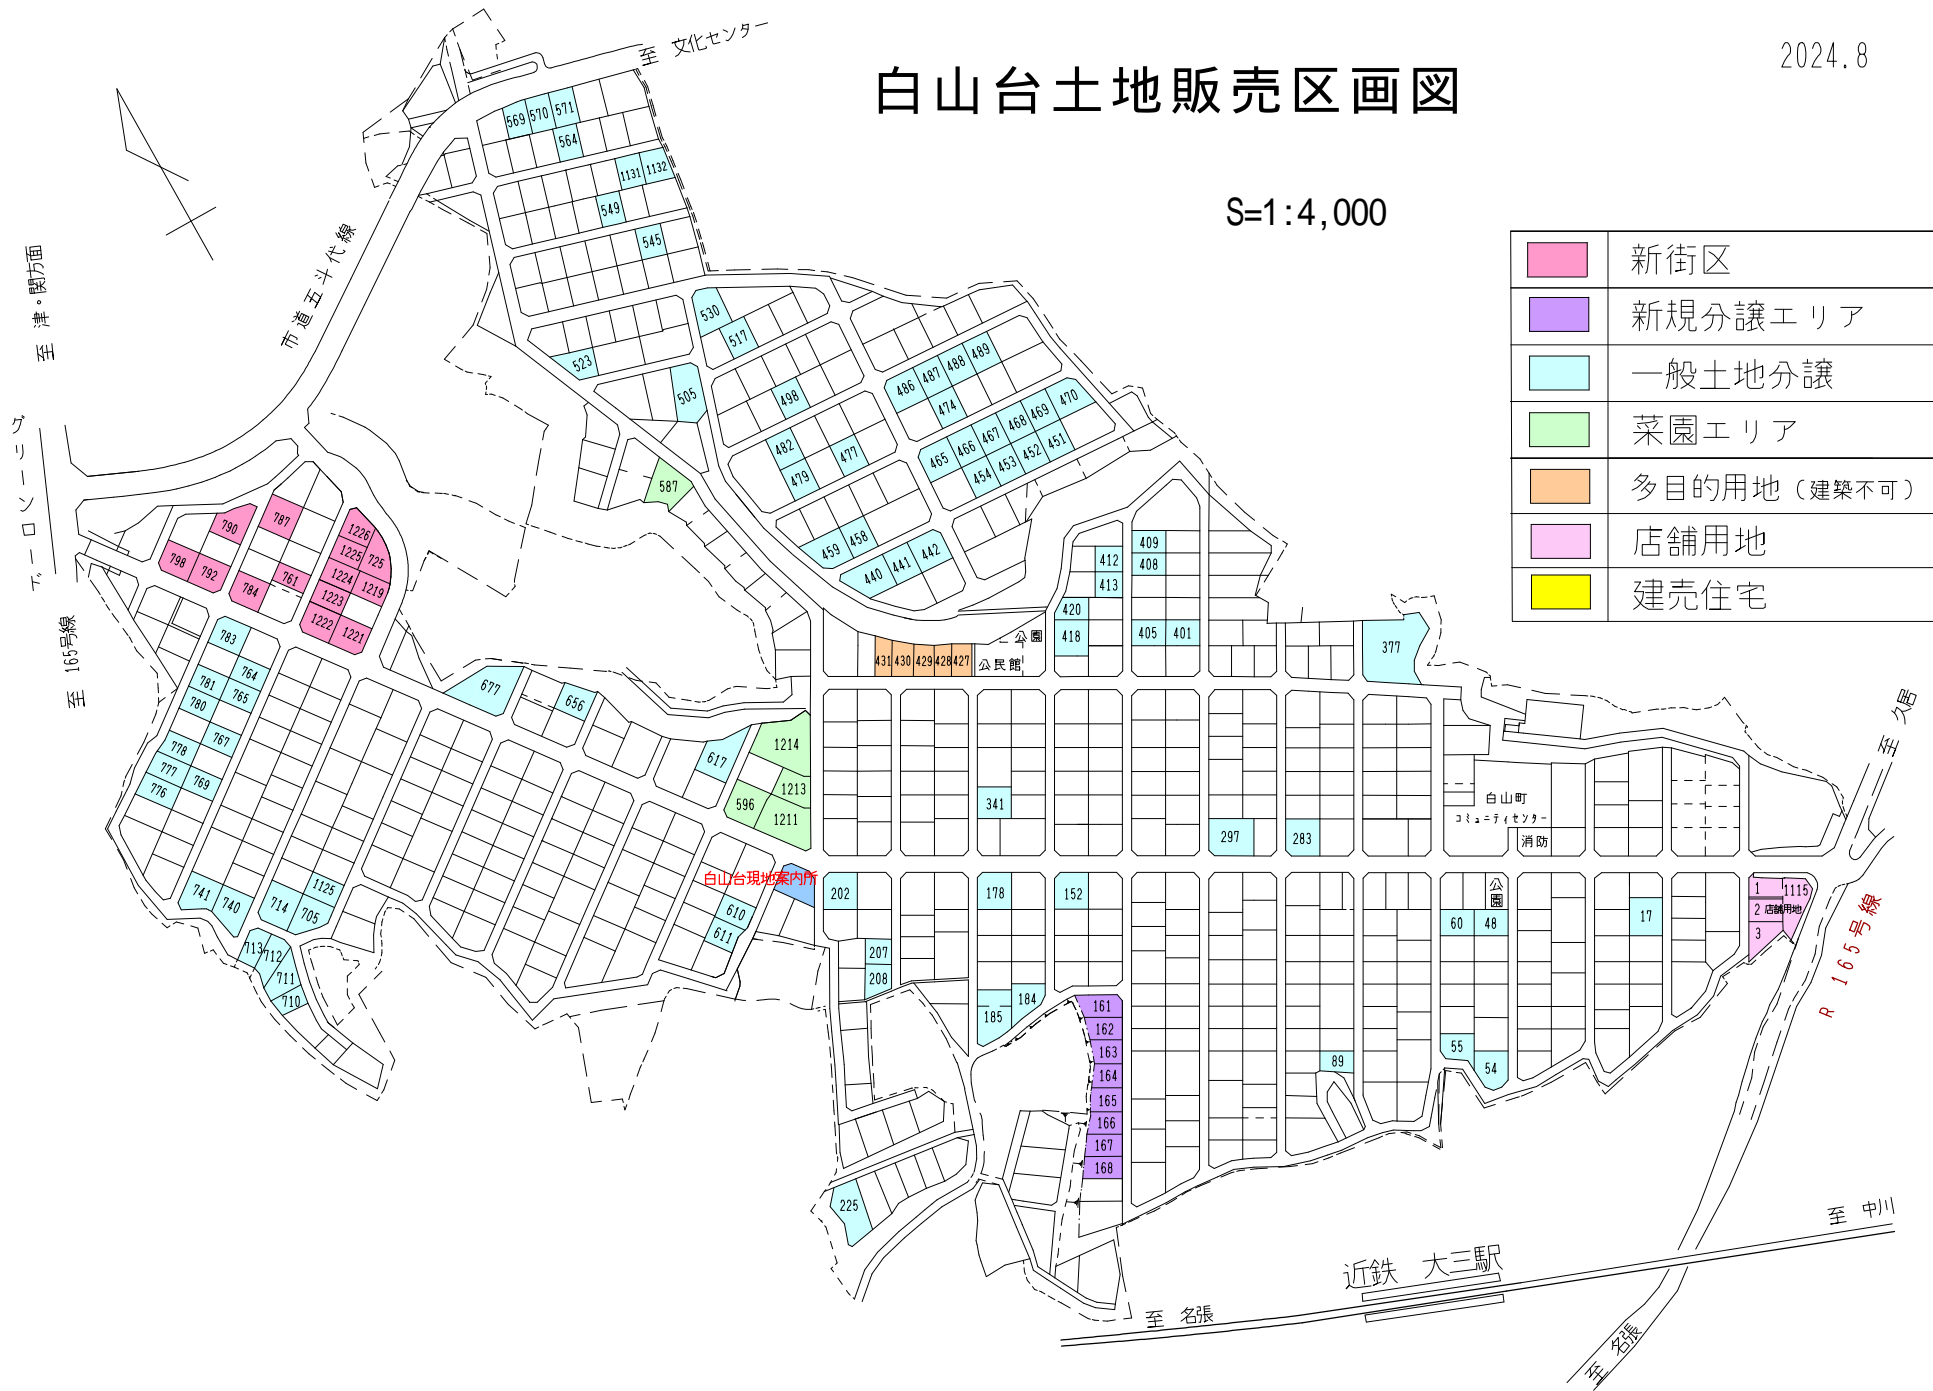 2024.8
白山台土地販売区画図
S=1:4,000
新街区
新規分譲エリア
一般土地分譲
菜園エリア
多目的用地(建築不可)
店舗用地
建売住宅
至 文化センター
市道五斗代線
至 津・関方面
グリーンロード
至 165号線
569 570 571
564
1131 1132
549
545
530
517
523
505
498
486 487 488 489
474
482
479
477
465 466 467 468 469 470
454 453 452 451
459 458
440 441 442
587
790
787
798 792
784
761
1226
1225 725
1224 1219
1223
1222 1221
783
764
781 765
780
767
778
777 769
776
741 740
1125
714 705
713 712
711
710
677
656
617
1214
1213
596
1211
白山台現地案内所
610
611
409
408
412
413
420
418
405 401
公園
公民館
431 430 429 428 427
377
341
297
283
白山町
コミュニティセンター
消防
公園
202
207
208
178
152
184
185
161
162
163
164
165
166
167
168
225
89
60 48
55
54
17
1 1115
2 店舗用地
3
至 久居
R 165号線
近鉄 大三駅
至 中川
至 名張
至 名張